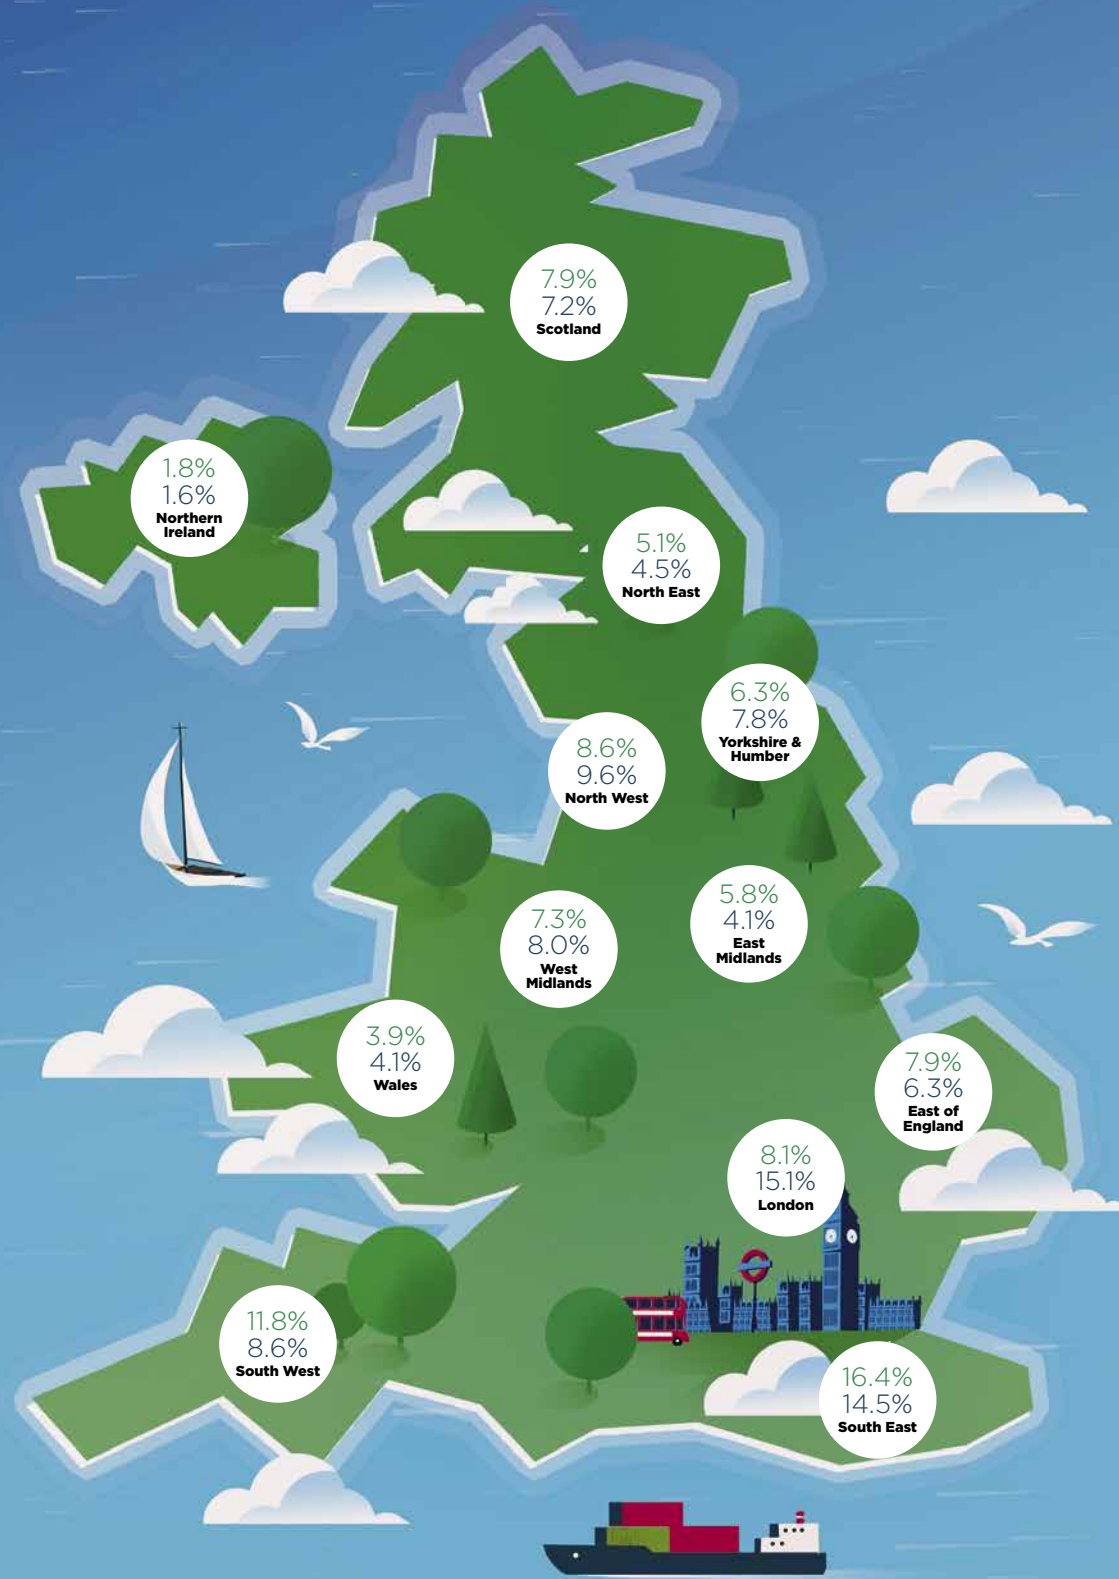 7.9%
7.2%
Scotland
1.8%
1.6%
Northern
Ireland
5.1%
4.5%
North East
6.3%
7.8%
Yorkshire &
Humber
8.6%
9.6%
North West
5.8%
4.1%
East
Midlands
7.3%
8.0%
West
Midlands
3.9%
4.1%
Wales
7.9%
6.3%
East of
England
8.1%
15.1%
London
11.8%
8.6%
South West
16.4%
14.5%
South East